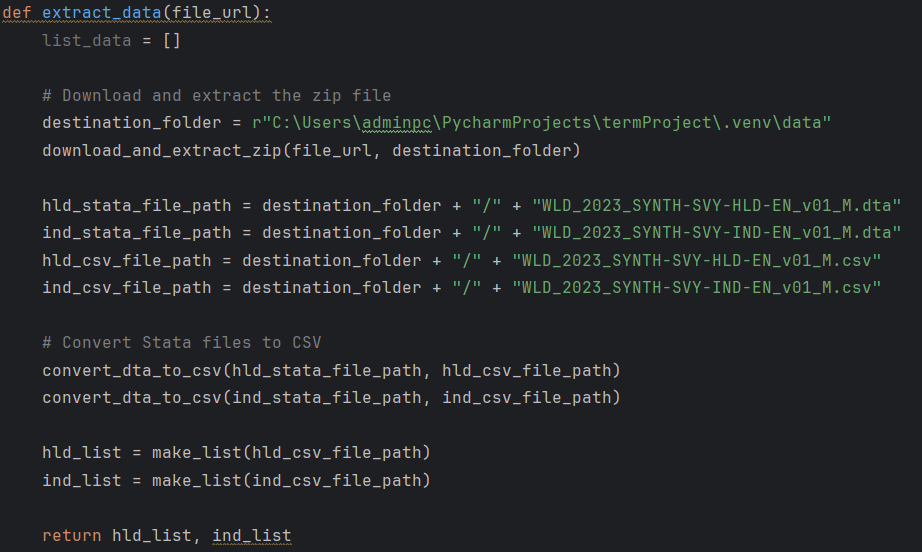 def extract_data(file_url):
    list_data = []
    # Download and extract the zip file
    destination_folder = r"C:\Users\adminpc\PycharmProjects\termProject\.venv\data"
    download_and_extract_zip(file_url, destination_folder)
    hld_stata_file_path = destination_folder + "/" + "WLD_2023_SYNTH-SVY-HLD-EN_v01_M.dta"
    ind_stata_file_path = destination_folder + "/" + "WLD_2023_SYNTH-SVY-IND-EN_v01_M.dta"
    hld_csv_file_path = destination_folder + "/" + "WLD_2023_SYNTH-SVY-HLD-EN_v01_M.csv"
    ind_csv_file_path = destination_folder + "/" + "WLD_2023_SYNTH-SVY-IND-EN_v01_M.csv"
    # Convert Stata files to CSV
    convert_dta_to_csv(hld_stata_file_path, hld_csv_file_path)
    convert_dta_to_csv(ind_stata_file_path, ind_csv_file_path)
    hld_list = make_list(hld_csv_file_path)
    ind_list = make_list(ind_csv_file_path)
    return hld_list, ind_list